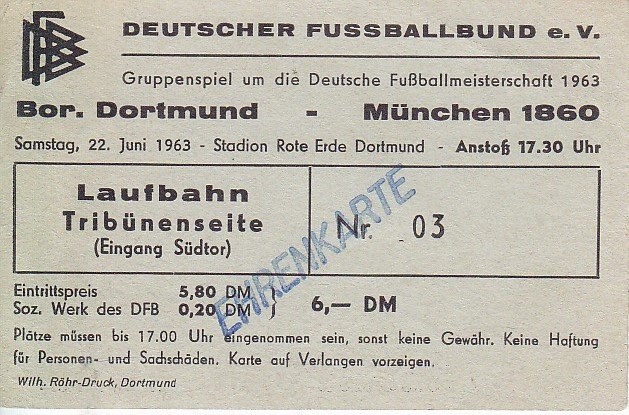 DFB
DEUTSCHER FUSSBALLBUND e. V.
Gruppenspiel um die Deutsche Fußballmeisterschaft 1963
Bor. Dortmund - München 1860
Samstag, 22. Juni 1963 - Stadion Rote Erde Dortmund - Anstoß 17.30 Uhr
Laufbahn
Tribünenseite
(Eingang Südtor)
Nr. 03
EHRENKARTE
Eintrittspreis 5,80 DM
Soz. Werk des DFB 0,20 DM } 6,— DM
Plätze müssen bis 17.00 Uhr eingenommen sein, sonst keine Gewähr. Keine Haftung
für Personen- und Sachschäden. Karte auf Verlangen vorzeigen.
Wilh. Röhr-Druck, Dortmund